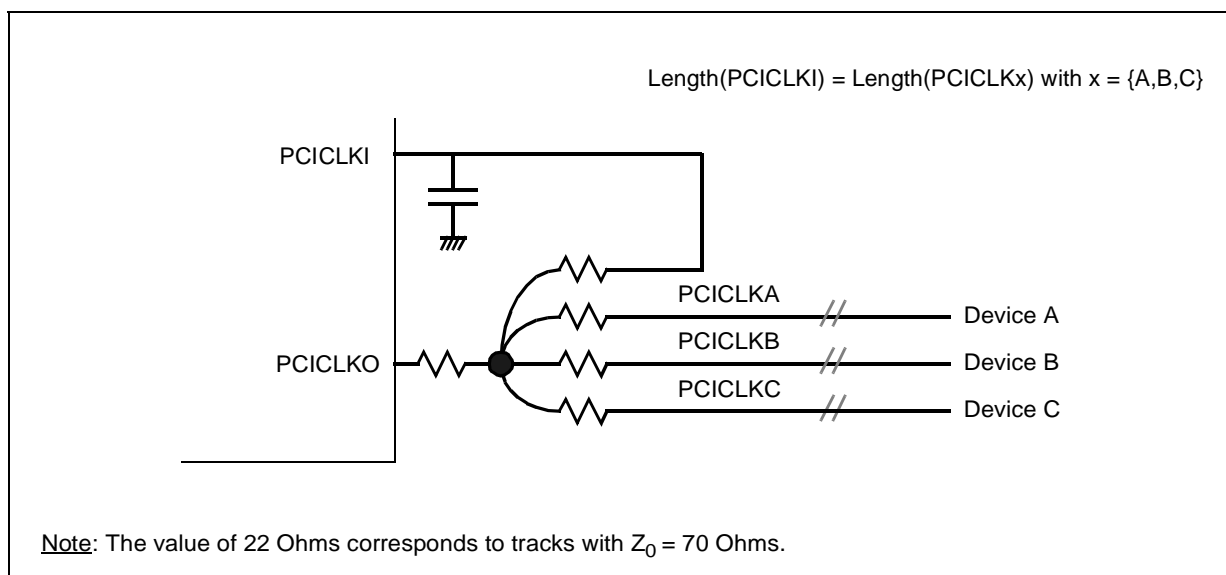 Length(PCICLKI) = Length(PCICLKx) with x = {A,B,C}
PCICLKI
PCICLKA
Device A
PCICLKB
PCICLKO
Device B
PCICLKC
Device C
Note: The value of 22 Ohms corresponds to tracks with Z0 = 70 Ohms.